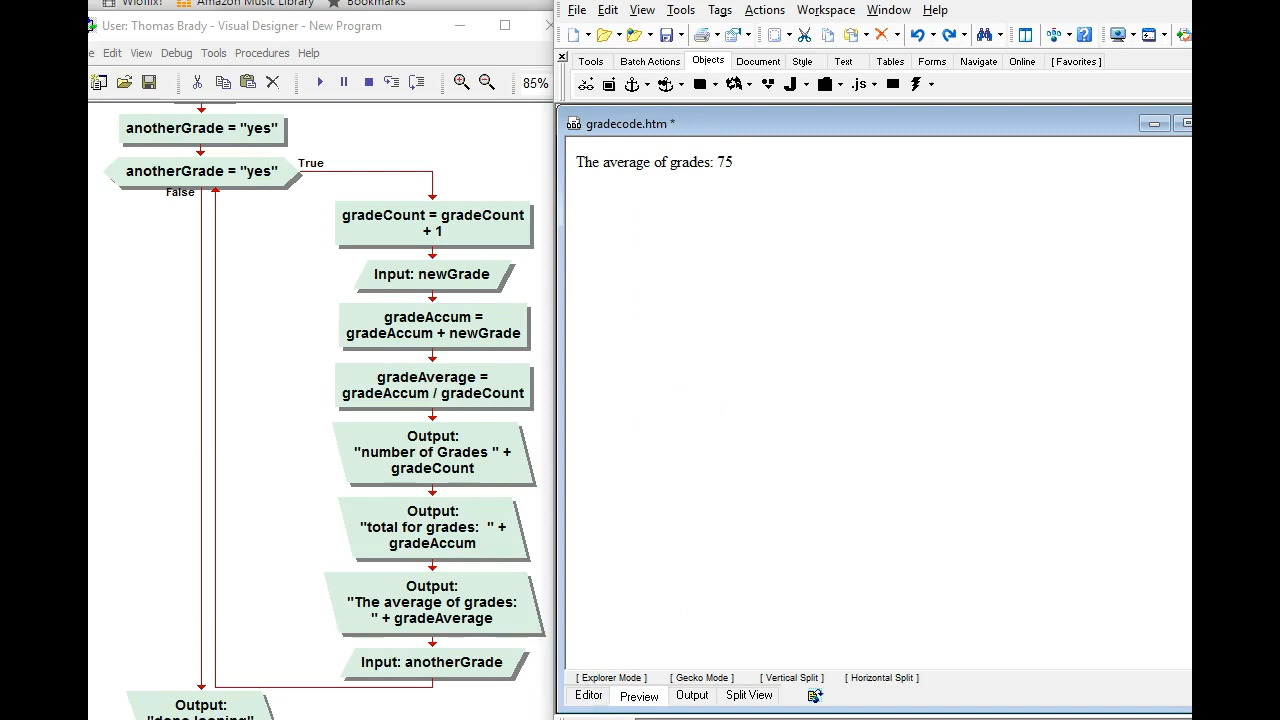 Amazon Music Library
Bookmarks
User: Thomas Brady - Visual Designer - New Program
Edit View Debug Tools Procedures Help
85%
anotherGrade = "yes"
anotherGrade = "yes"
True
False
gradeCount = gradeCount
+ 1
Input: newGrade
gradeAccum =
gradeAccum + newGrade
gradeAverage =
gradeAccum / gradeCount
Output:
"number of Grades " +
gradeCount
Output:
"total for grades:  " +
gradeAccum
Output:
"The average of grades:
" + gradeAverage
Input: anotherGrade
Output:
"done looping"
File Edit View Tools Tags Actions Workspace Window Help
Tools Batch Actions Objects Document Style Text Tables Forms Navigatc Online [ Favorites ]
.js
gradecode.htm *
The average of grades: 75
[ Explorer Mode ] [ Gecko Mode ] [ Vertical Split ] [ Horizontal Split ]
Editor Preview Output Split View